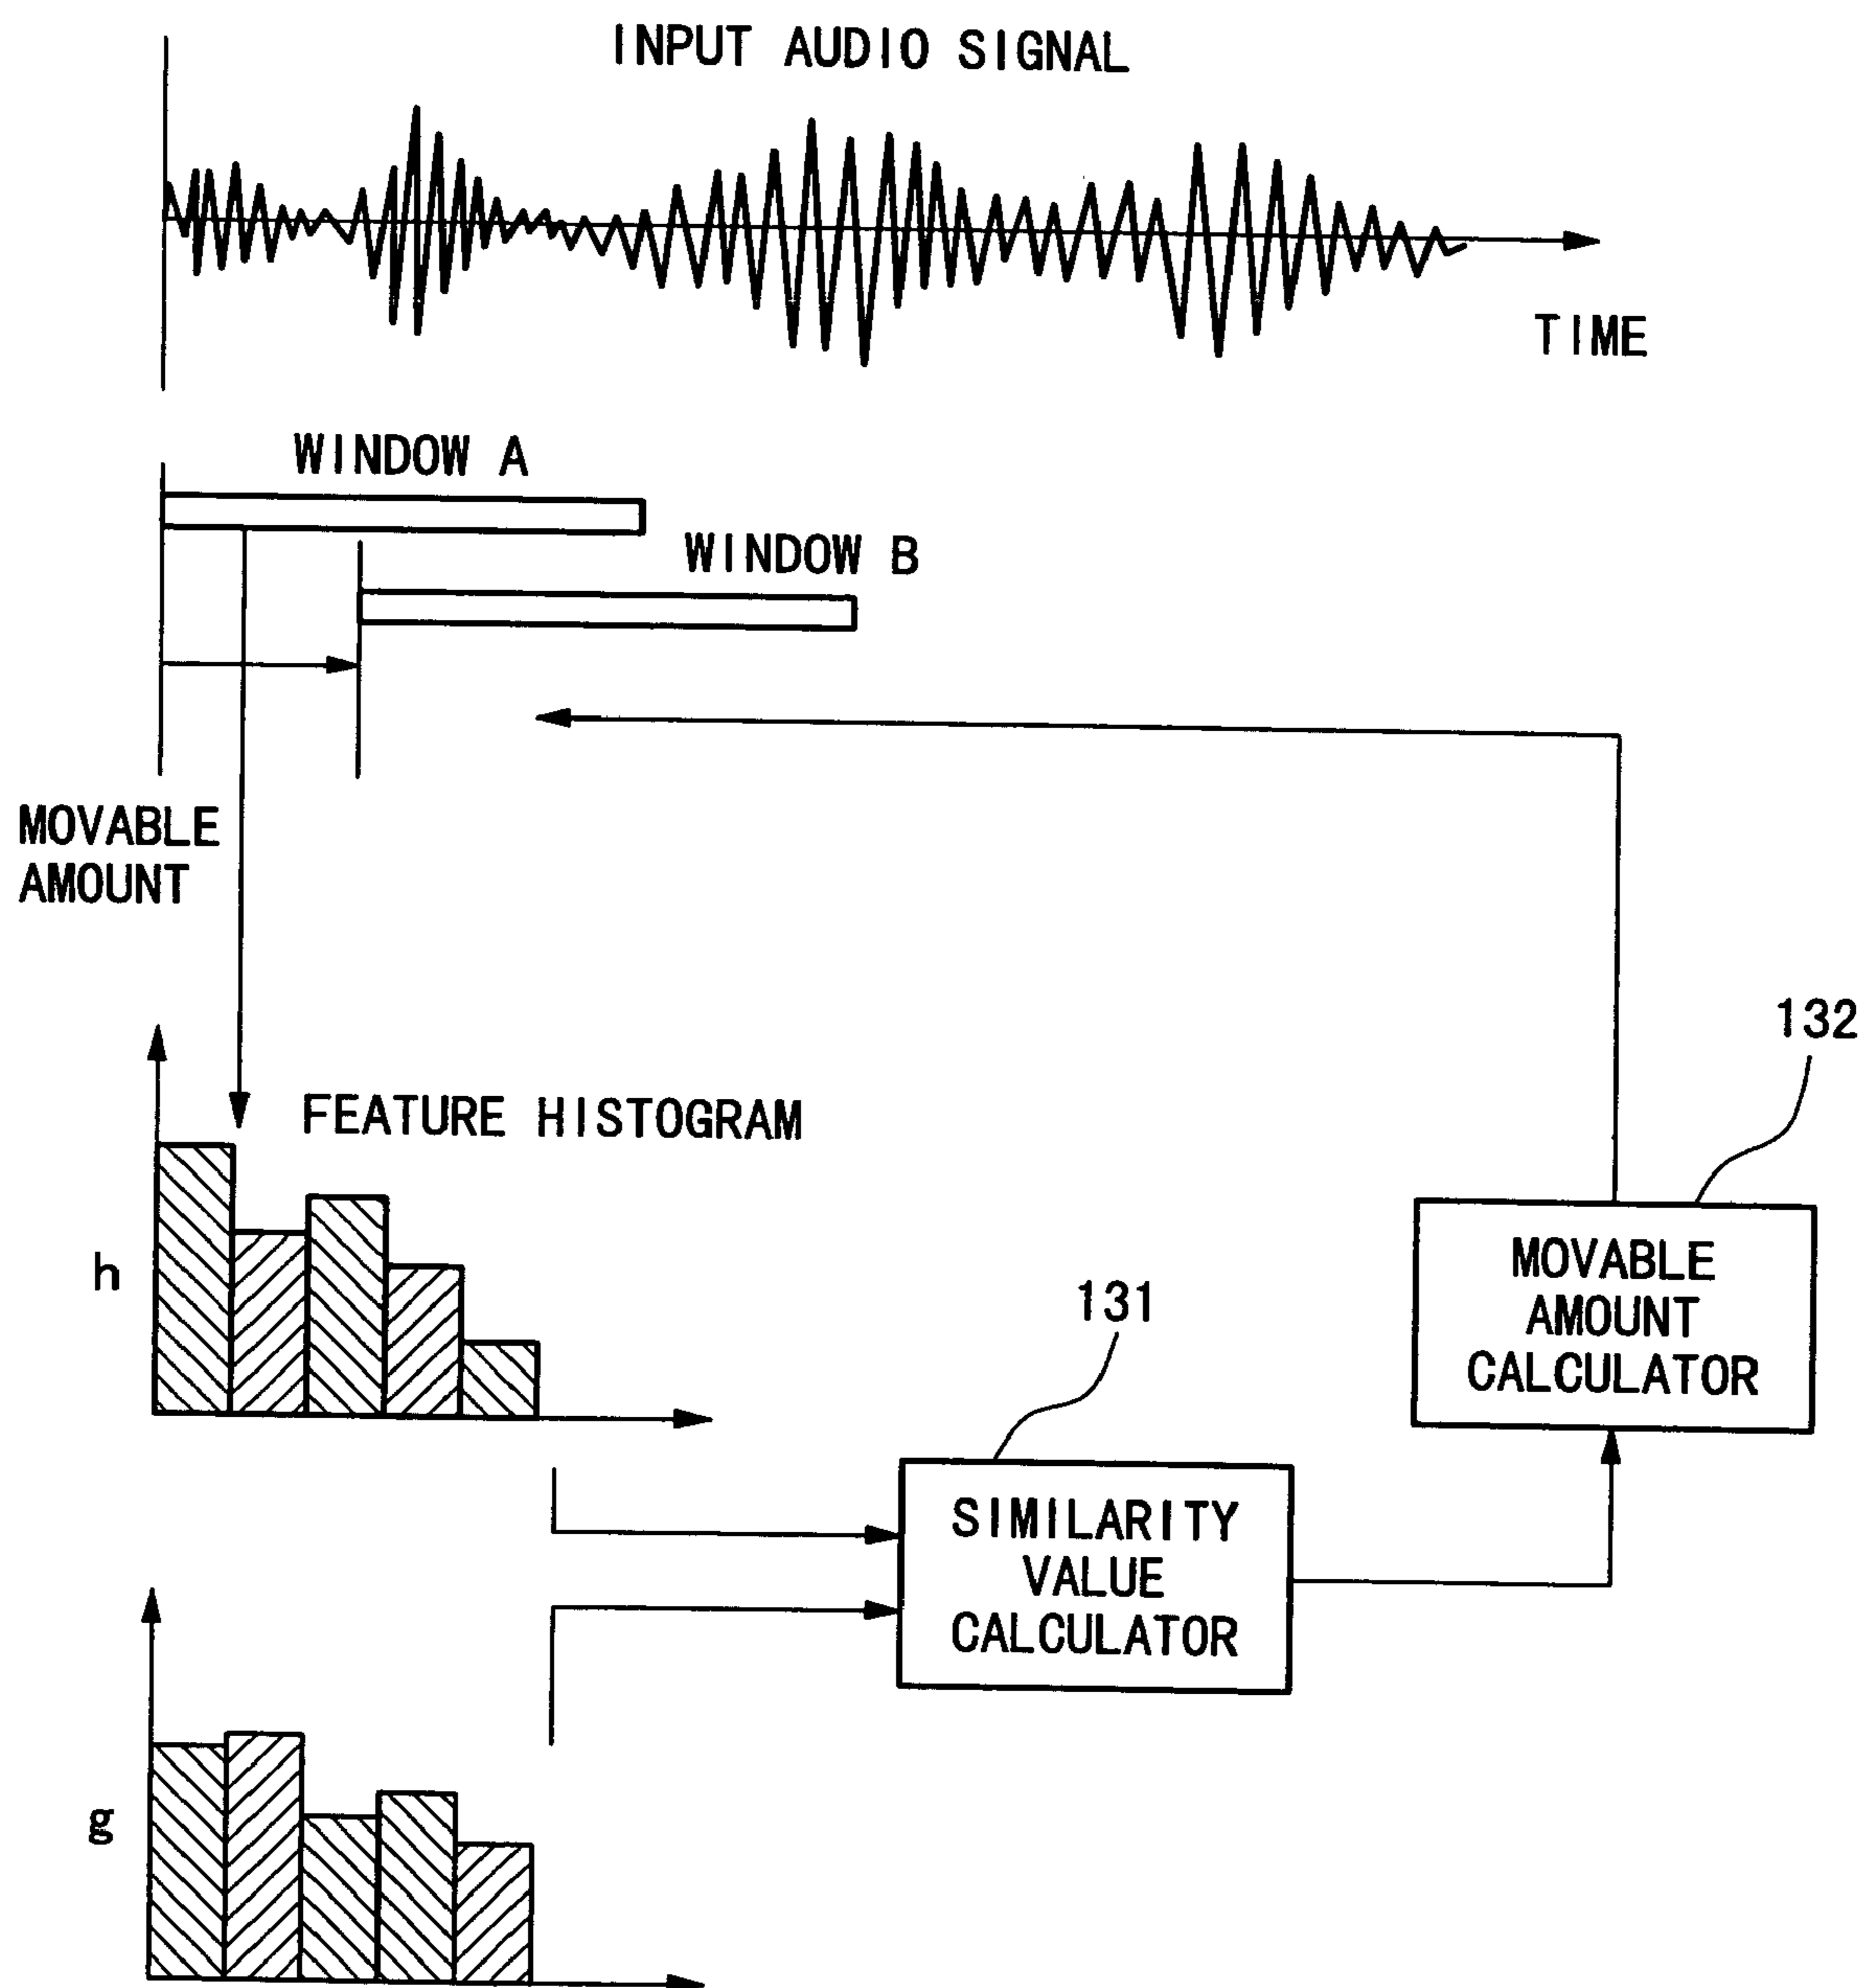 INPUT AUDIO SIGNAL
TIME
WINDOW A
WINDOW B
MOVABLE
AMOUNT
132
FEATURE HISTOGRAM
h
MOVABLE
AMOUNT
CALCULATOR
131
SIMILARITY
VALUE
CALCULATOR
g